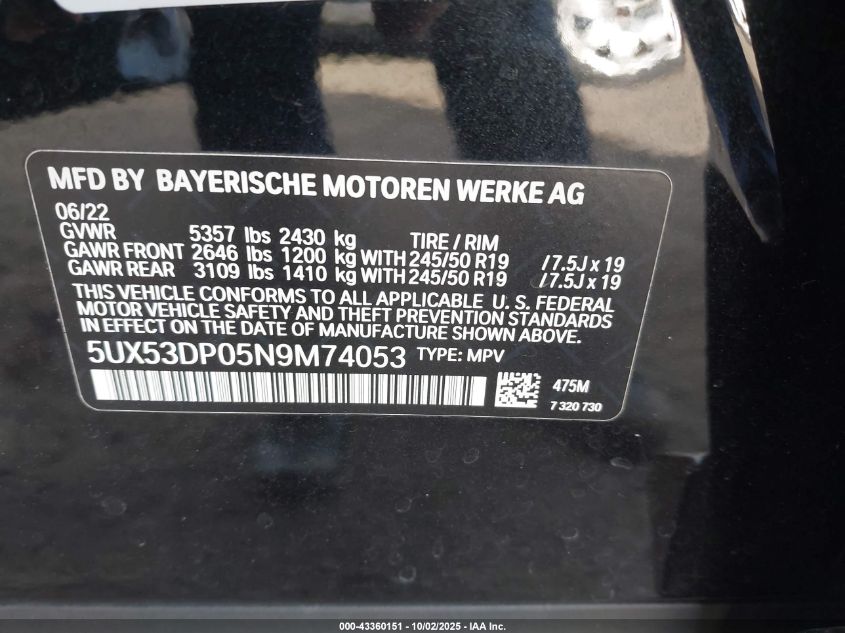 MFD BY BAYERISCHE MOTOREN WERKE AG
06/22
GVWR 5357 lbs 2430 kg TIRE / RIM
GAWR FRONT 2646 lbs 1200 kg WITH 245/50 R19 /7.5J x 19
GAWR REAR 3109 lbs 1410 kg WITH 245/50 R19 /7.5J x 19
THIS VEHICLE CONFORMS TO ALL APPLICABLE U. S. FEDERAL
MOTOR VEHICLE SAFETY AND THEFT PREVENTION STANDARDS
IN EFFECT ON THE DATE OF MANUFACTURE SHOWN ABOVE.
5UX53DP05N9M74053 TYPE: MPV
475M
7 320 730
000-43360151 - 10/02/2025 - IAA Inc.